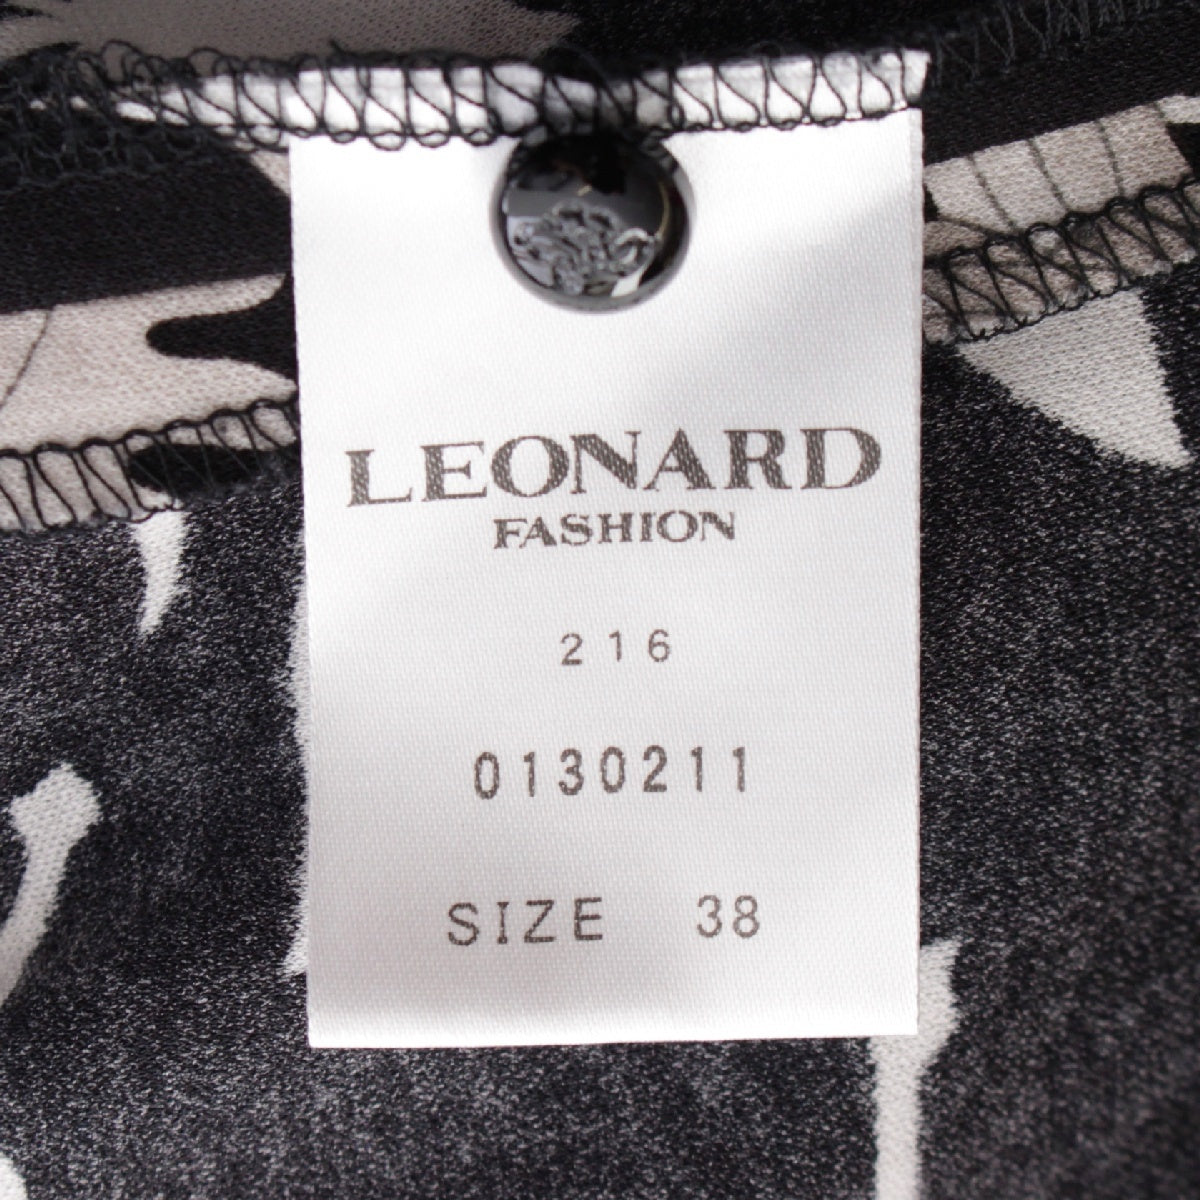 LEONARD
FASHION
216
0130211
SIZE 38